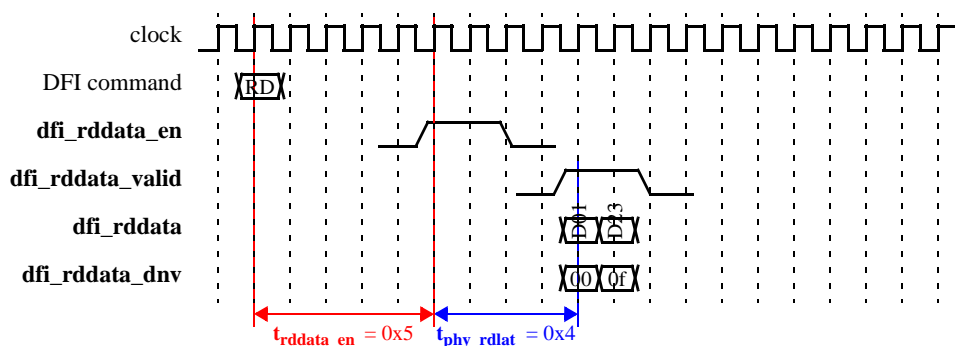 clock
DFI command RD
dfi_rddata_en
dfi_rddata_valid
dfi_rddata D01 D23
dfi_rddata_dnv 00 0f
trddata_en = 0x5 tphy_rdlat = 0x4